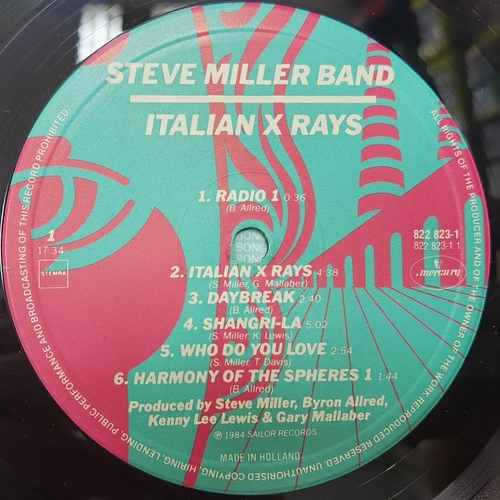 STEVE MILLER BAND
ITALIAN X RAYS
1. RADIO 1 0:36
(B. Allred)
1
17:34
STEMRA
822 823-1
822 823-1.1
mercury
2. ITALIAN X RAYS 4:38
(S. Miller, G. Mallaber)
3. DAYBREAK 2:40
(B. Allred)
4. SHANGRI-LA 5:02
(S. Miller, K. Lewis)
5. WHO DO YOU LOVE 2:54
(S. Miller, T. Davis)
6. HARMONY OF THE SPHERES 1 1:44
(B. Allred)
Produced by Steve Miller, Byron Allred,
Kenny Lee Lewis & Gary Mallaber
℗ 1984 SAILOR RECORDS
MADE IN HOLLAND
ALL RIGHTS OF THE PRODUCER AND OF THE OWNER OF THE WORK REPRODUCED RESERVED. UNAUTHORISED COPYING, HIRING, LENDING, PUBLIC PERFORMANCE AND BROADCASTING OF THIS RECORD PROHIBITED.